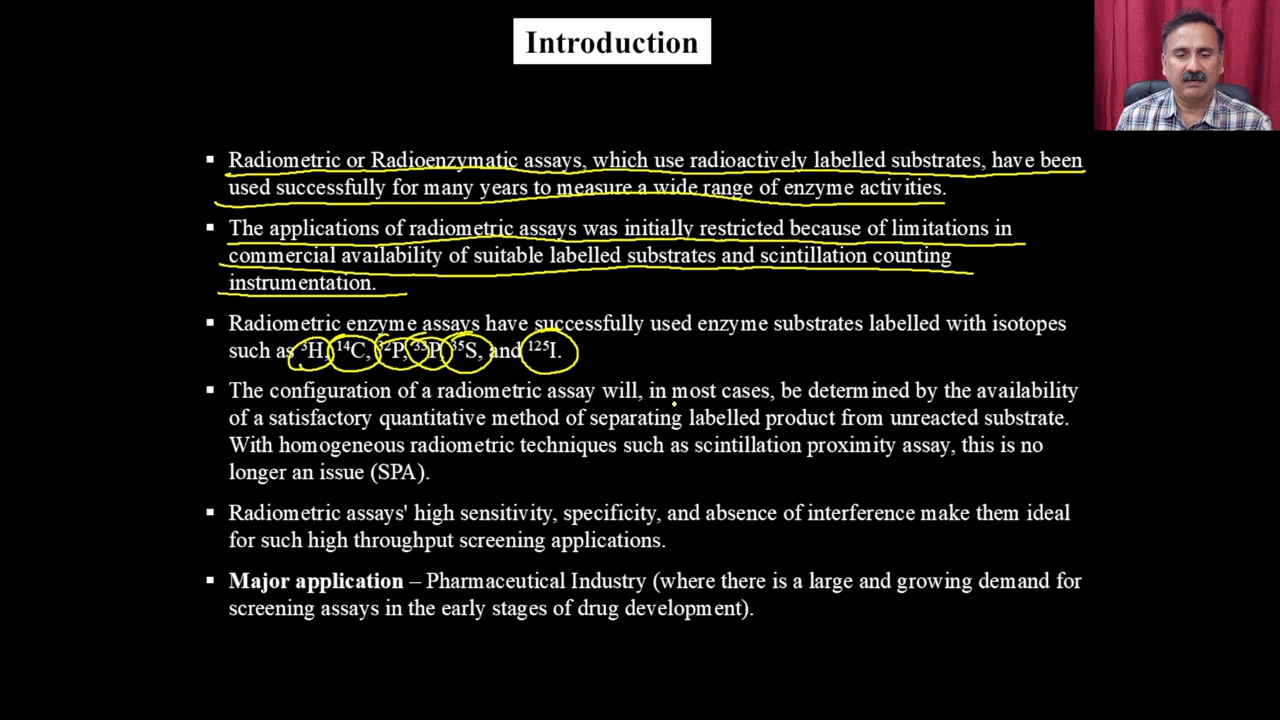 Introduction
▪ Radiometric or Radioenzymatic assays, which use radioactively labelled substrates, have been
used successfully for many years to measure a wide range of enzyme activities.
▪ The applications of radiometric assays was initially restricted because of limitations in
commercial availability of suitable labelled substrates and scintillation counting
instrumentation.
▪ Radiometric enzyme assays have successfully used enzyme substrates labelled with isotopes
such as ³H, ¹⁴C, ³²P, ³³P, ³⁵S, and ¹²⁵I.
▪ The configuration of a radiometric assay will, in most cases, be determined by the availability
of a satisfactory quantitative method of separating labelled product from unreacted substrate.
With homogeneous radiometric techniques such as scintillation proximity assay, this is no
longer an issue (SPA).
▪ Radiometric assays' high sensitivity, specificity, and absence of interference make them ideal
for such high throughput screening applications.
▪ Major application – Pharmaceutical Industry (where there is a large and growing demand for
screening assays in the early stages of drug development).